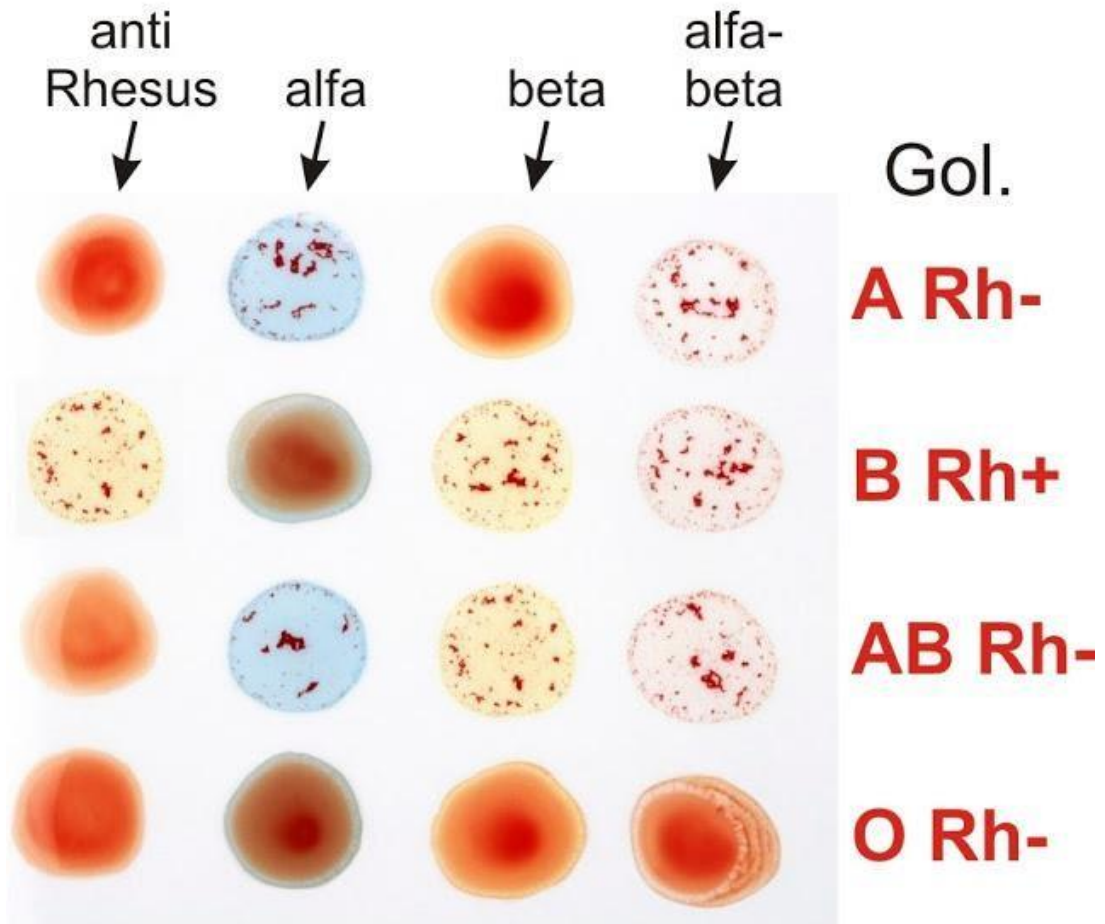 anti
Rhesus
alfa
beta
alfa-
beta
Gol.
A Rh-
B Rh+
AB Rh-
O Rh-